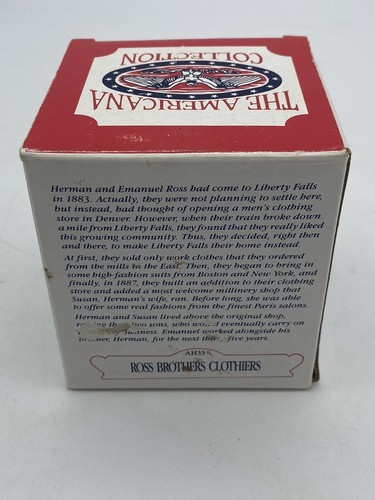 THE AMERICANA
COLLECTION
Herman and Emanuel Ross had come to Liberty Falls
in 1883. Actually, they were not planning to settle here,
but instead, had thought of opening a men's clothing
store in Denver. However, when their train broke down
a mile from Liberty Falls, they found that they really liked
this growing community. Thus, they decided, right then
and there, to make Liberty Falls their home instead.
At first, they sold only work clothes that they ordered
from the mills in the East. Then, they began to bring in
some high-fashion suits from Boston and New York, and
finally, in 1887, they built an addition to their clothing
store and added a most welcome millinery shop that
Susan, Herman's wife, ran. Before long, she was able
to offer some real fashions from the finest Paris salons.
Herman and Susan lived above the original shop,
two sons, who would eventually carry on
business. Emanuel worked alongside his
brother, Herman, for the next thirty-five years.
AH35
ROSS BROTHERS CLOTHIERS